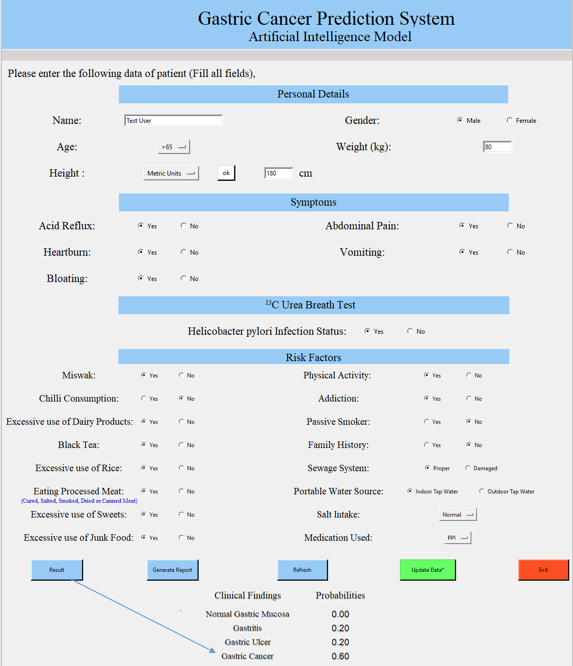 Gastric Cancer Prediction System
Artificial Intelligence Model
Please enter the following data of patient (Fill all fields),
Personal Details
Name: Test User Gender: Male Female
Age: >65 Weight (kg): 80
Height : Metric Units ok 180 cm
Symptoms
Acid Reflux: Yes No Abdominal Pain: Yes No
Heartburn: Yes No Vomiting: Yes No
Bloating: Yes No
¹³C Urea Breath Test
Helicobacter pylori Infection Status: Yes No
Risk Factors
Miswak: Yes No Physical Activity: Yes No
Chilli Consumption: Yes No Addiction: Yes No
Excessive use of Dairy Products: Yes No Passive Smoker: Yes No
Black Tea: Yes No Family History: Yes No
Excessive use of Rice: Yes No Sewage System: Proper Damaged
Eating Processed Meat: Yes No Portable Water Source: Indoor Tap Water Outdoor Tap Water
(Cured, Salted, Smoked, Dried or Canned Meat)
Excessive use of Sweets: Yes No Salt Intake: Normal
Excessive use of Junk Food: Yes No Medication Used: PPI
Result Generate Report Refresh Update Data* Exit
Clinical Findings Probabilities
Normal Gastric Mucosa 0.00
Gastritis 0.20
Gastric Ulcer 0.20
Gastric Cancer 0.60